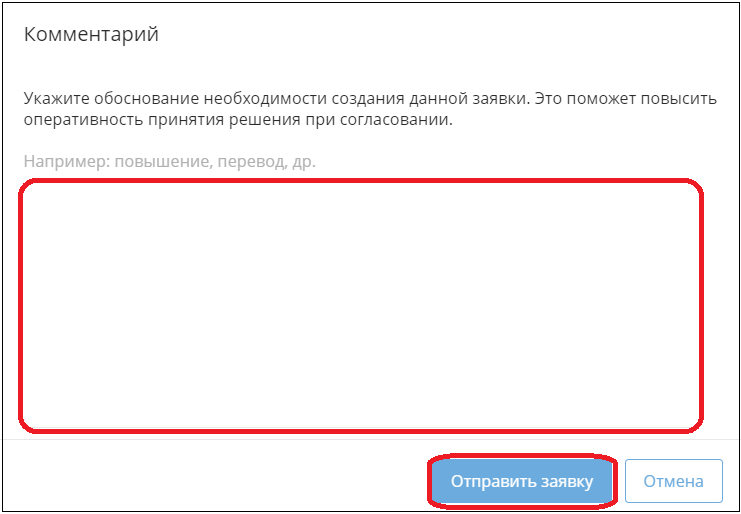 Комментарий
Укажите обоснование необходимости создания данной заявки. Это поможет повысить
оперативность принятия решения при согласовании.
Например: повышение, перевод, др.
Отправить заявку
Отмена